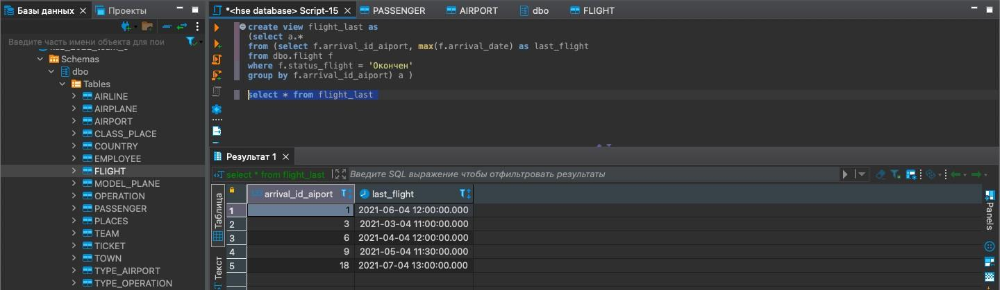 Базы данных
Проекты
*<hse database> Script-15
PASSENGER
AIRPORT
dbo
FLIGHT
Введите часть имени объекта для пои
Schemas
dbo
Tables
AIRLINE
AIRPLANE
AIRPORT
CLASS_PLACE
COUNTRY
EMPLOYEE
FLIGHT
MODEL_PLANE
OPERATION
PASSENGER
PLACES
TEAM
TICKET
TOWN
TYPE_AIRPORT
TYPE_OPERATION
create view flight_last as
(select a.*
from (select f.arrival_id_aiport, max(f.arrival_date) as last_flight
from dbo.flight f
where f.status_flight = 'Окончен'
group by f.arrival_id_aiport) a )
select * from flight_last
Результат 1
select * from flight_last
Введите SQL выражение чтобы отфильтровать результаты
Таблица
Текст
arrival_id_aiport last_flight
1 1 2021-06-04 12:00:00.000
2 3 2021-03-04 11:00:00.000
3 6 2021-04-04 12:00:00.000
4 9 2021-05-04 11:30:00.000
5 18 2021-07-04 13:00:00.000
Panels